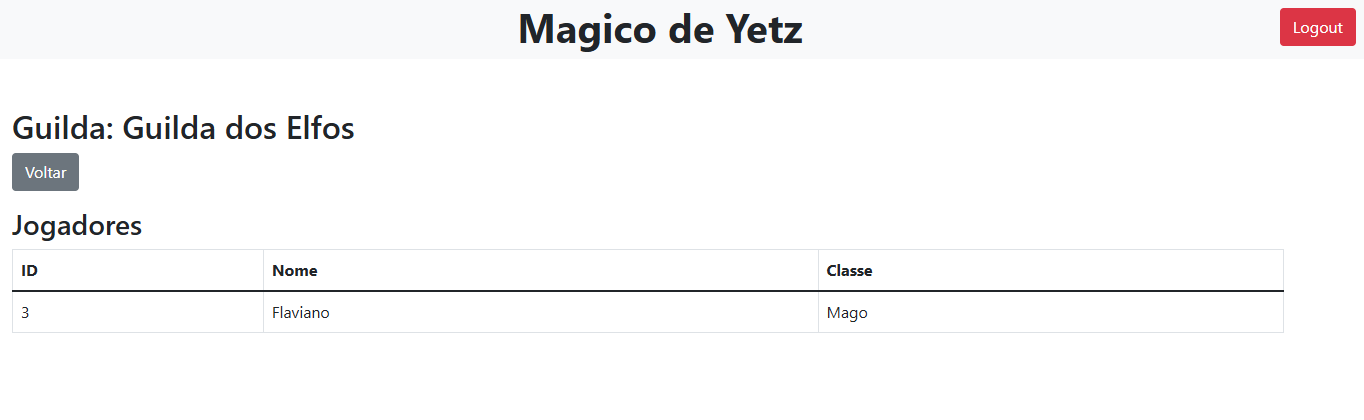 Magico de Yetz
Logout
Guilda: Guilda dos Elfos
Voltar
Jogadores
ID Nome Classe
3 Flaviano Mago